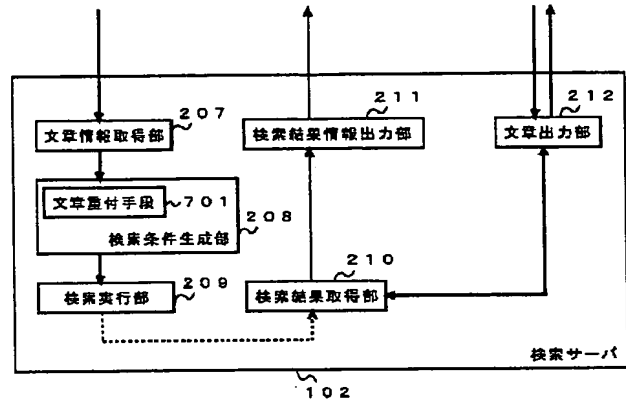 207
文章情報取得部
211
検索結果情報出力部
212
文章出力部
文章重付手段
701
208
検索条件生成部
209
検索実行部
210
検索結果取得部
検索サーバ
102